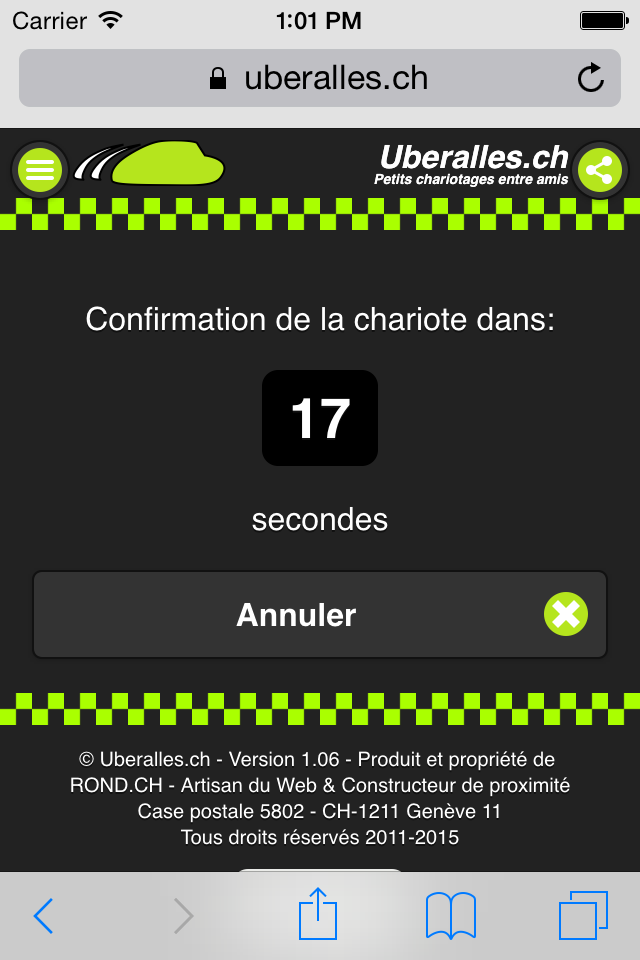 Carrier 1:01 PM
uberalles.ch
Uberalles.ch
Petits chariotages entre amis
Confirmation de la chariote dans:
17
secondes
Annuler
© Uberalles.ch - Version 1.06 - Produit et propriété de
ROND.CH - Artisan du Web & Constructeur de proximité
Case postale 5802 - CH-1211 Genève 11
Tous droits réservés 2011-2015